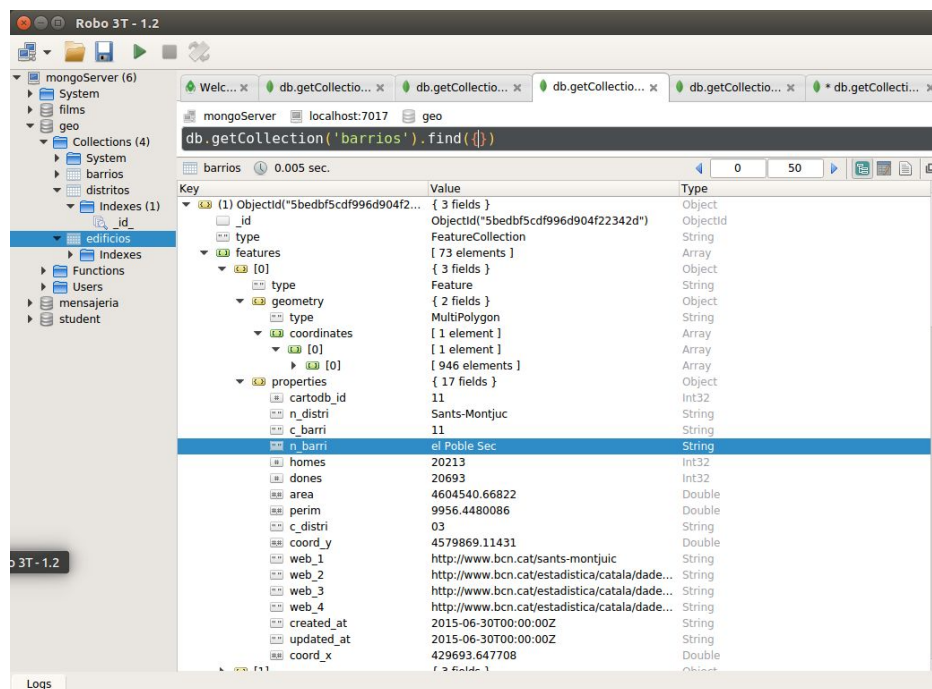 Robo 3T - 1.2
mongoServer (6)
System
films
geo
Collections (4)
System
barrios
distritos
Indexes (1)
_id_
edificios
Indexes
Functions
Users
mensajeria
student
o 3T - 1.2
Welc... db.getCollectio... db.getCollectio... db.getCollectio... db.getCollectio... * db.getCollecti...
mongoServer localhost:7017 geo
db.getCollection('barrios').find({})
barrios 0.005 sec. 0 50
Key Value Type
(1) ObjectId("5bedbf5cdf996d904f2... { 3 fields } Object
_id ObjectId("5bedbf5cdf996d904f22342d") ObjectId
type FeatureCollection String
features [ 73 elements ] Array
[0] { 3 fields } Object
type Feature String
geometry { 2 fields } Object
type MultiPolygon String
coordinates [ 1 element ] Array
[0] [ 1 element ] Array
[0] [ 946 elements ] Array
properties { 17 fields } Object
cartodb_id 11 Int32
n_distri Sants-Montjuc String
c_barri 11 String
n_barri el Poble Sec String
homes 20213 Int32
dones 20693 Int32
area 4604540.66822 Double
perim 9956.4480086 Double
c_distri 03 String
coord_y 4579869.11431 Double
web_1 http://www.bcn.cat/sants-montjuic String
web_2 http://www.bcn.cat/estadistica/catala/dade... String
web_3 http://www.bcn.cat/estadistica/catala/dade... String
web_4 http://www.bcn.cat/estadistica/catala/dade... String
created_at 2015-06-30T00:00:00Z String
updated_at 2015-06-30T00:00:00Z String
coord_x 429693.647708 Double
[1] { 3 fields } Object
Logs